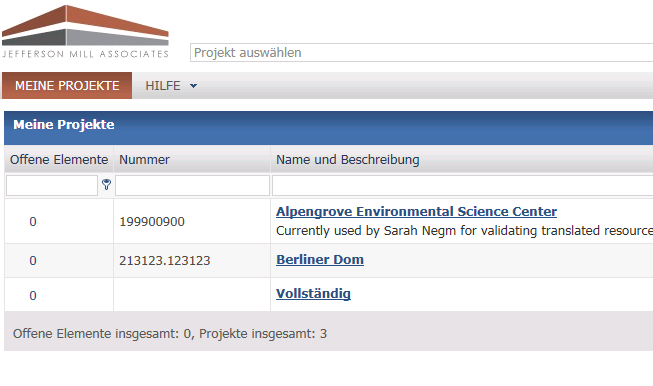 JEFFERSON MILL ASSOCIATES
Projekt auswählen
MEINE PROJEKTE HILFE
Meine Projekte
Offene Elemente Nummer Name und Beschreibung
0 199900900 Alpengrove Environmental Science Center
Currently used by Sarah Negm for validating translated resource
0 213123.123123 Berliner Dom
0 Vollständig
Offene Elemente insgesamt: 0, Projekte insgesamt: 3